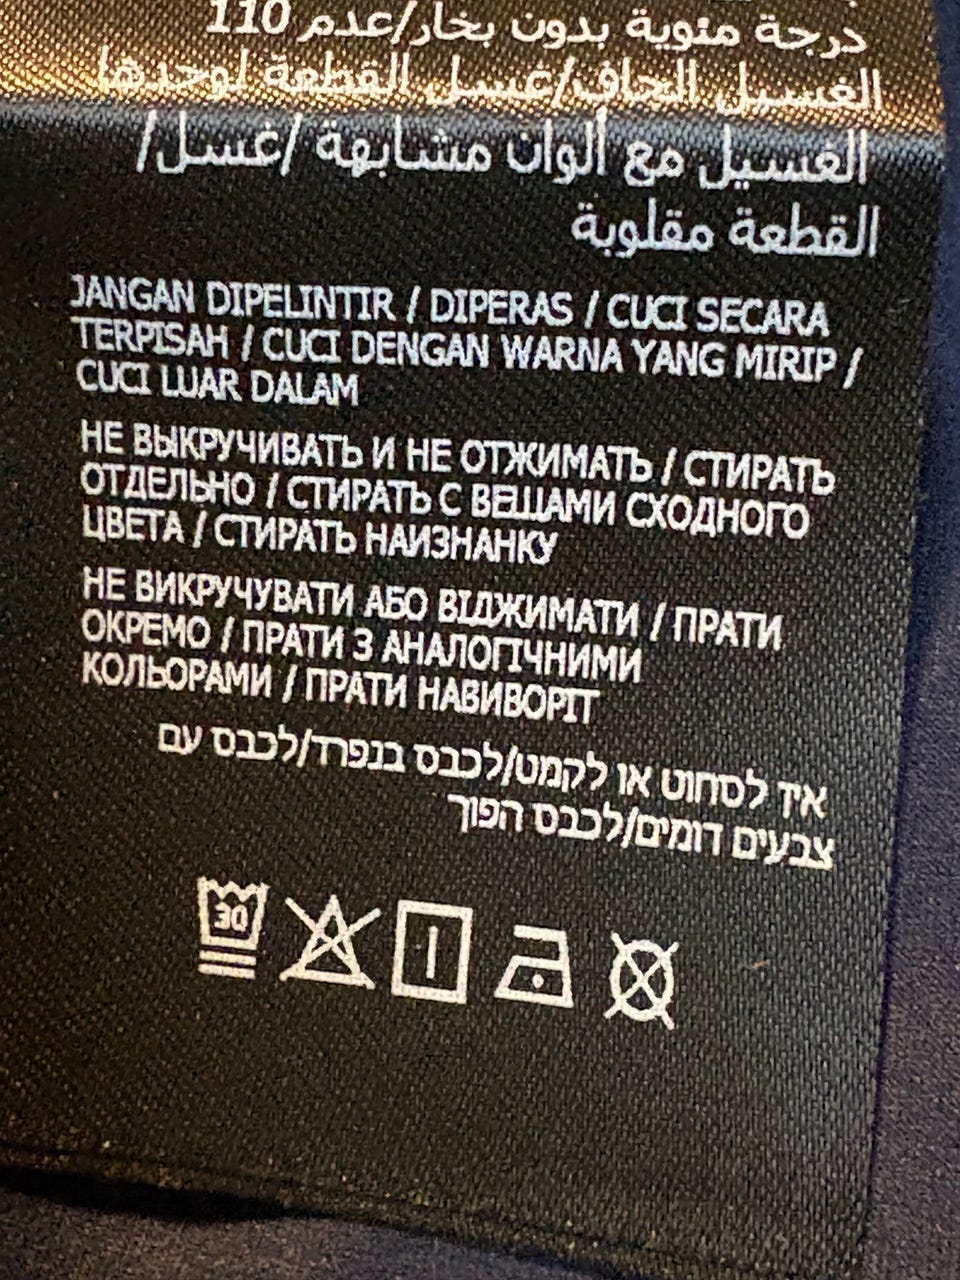 درجة مئوية بدون بخار/عدم 110
الغسيل الجاف/غسل القطعة لوحدها
الغسيل مع ألوان مشابهة /غسل/
القطعة مقلوبة
JANGAN DIPELINTIR / DIPERAS / CUCI SECARA
TERPISAH / CUCI DENGAN WARNA YANG MIRIP /
CUCI LUAR DALAM
НЕ ВЫКРУЧИВАТЬ И НЕ ОТЖИМАТЬ / СТИРАТЬ
ОТДЕЛЬНО / СТИРАТЬ С ВЕЩАМИ СХОДНОГО
ЦВЕТА / СТИРАТЬ НАИЗНАНКУ
НЕ ВИКРУЧУВАТИ АБО ВІДЖИМАТИ / ПРАТИ
ОКРЕМО / ПРАТИ З АНАЛОГІЧНИМИ
КОЛЬОРАМИ / ПРАТИ НАВИВОРІТ
אין לסחוט או לקמט/לכבס בנפרד/לכבס עם
צבעים דומים/לכבס הפוך
30